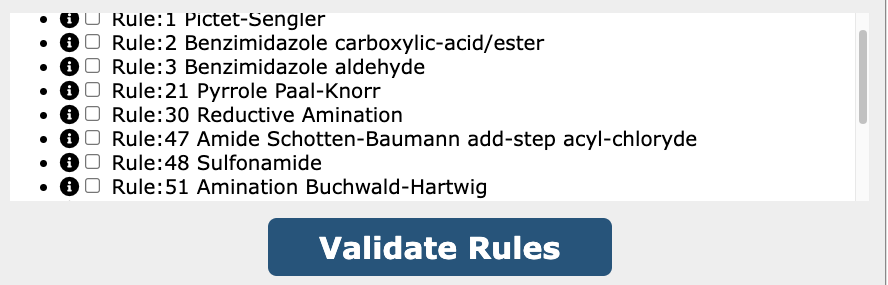 Rule:1 Pictet-Sengler
Rule:2 Benzimidazole carboxylic-acid/ester
Rule:3 Benzimidazole aldehyde
Rule:21 Pyrrole Paal-Knorr
Rule:30 Reductive Amination
Rule:47 Amide Schotten-Baumann add-step acyl-chloryde
Rule:48 Sulfonamide
Rule:51 Amination Buchwald-Hartwig
Validate Rules